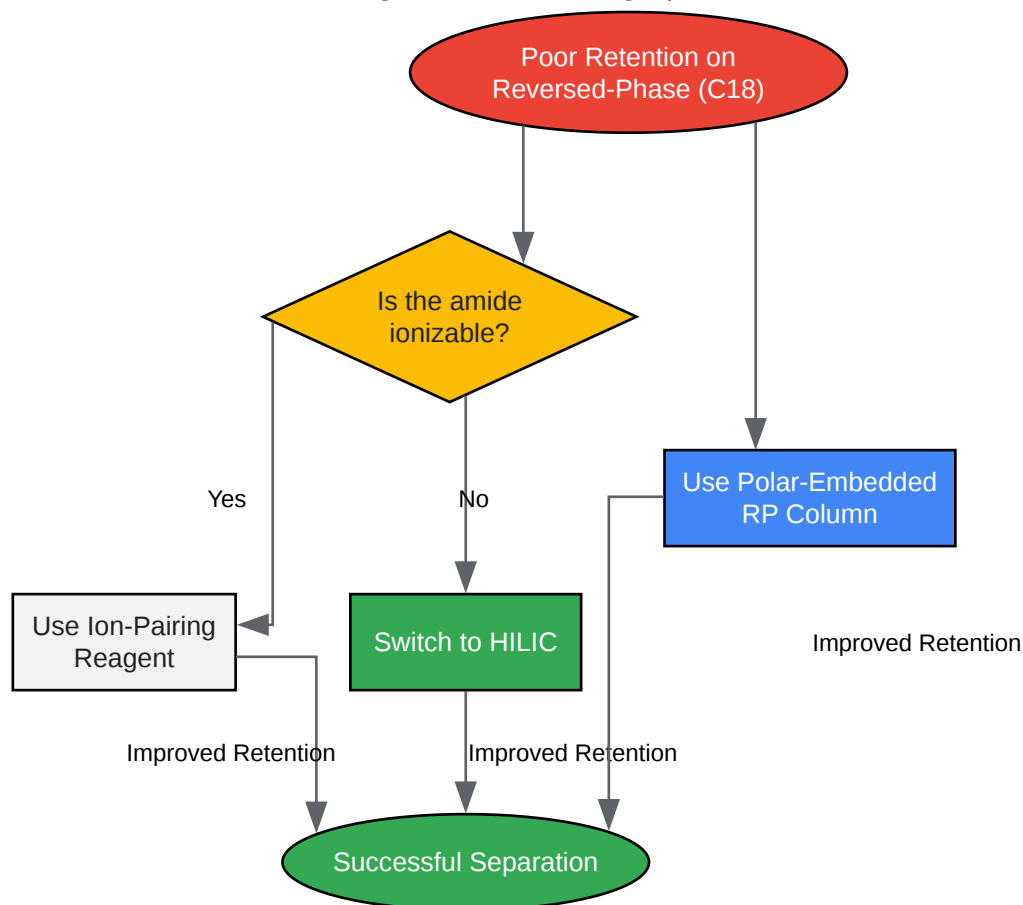 Poor Retention on
Reversed-Phase (C18)
Is the amide
ionizable?
Use Polar-Embedded
RP Column
Yes
No
Use Ion-Pairing
Reagent
Switch to HILIC
Improved Retention
Improved Retention
Improved Retention
Successful Separation